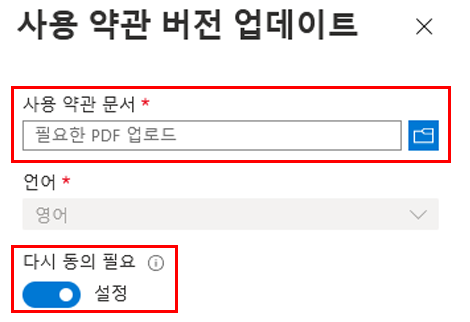 사용 약관 버전 업데이트
사용 약관 문서 *
필요한 PDF 업로드
언어 *
영어
다시 동의 필요
설정